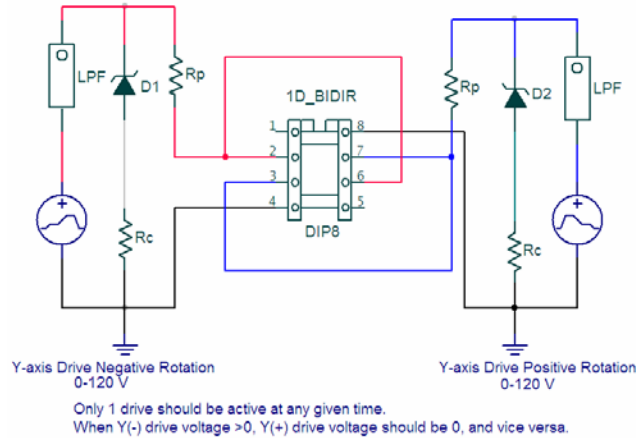 LPF
D1
Rp
1D_BIDIR
Rp
D2
LPF
1
8
2
7
3
6
4
5
DIP8
+
Rc
Rc
+
Y-axis Drive Negative Rotation
0-120 V
Y-axis Drive Positive Rotation
0-120 V
Only 1 drive should be active at any given time.
When Y(-) drive voltage >0, Y(+) drive voltage should be 0, and vice versa.